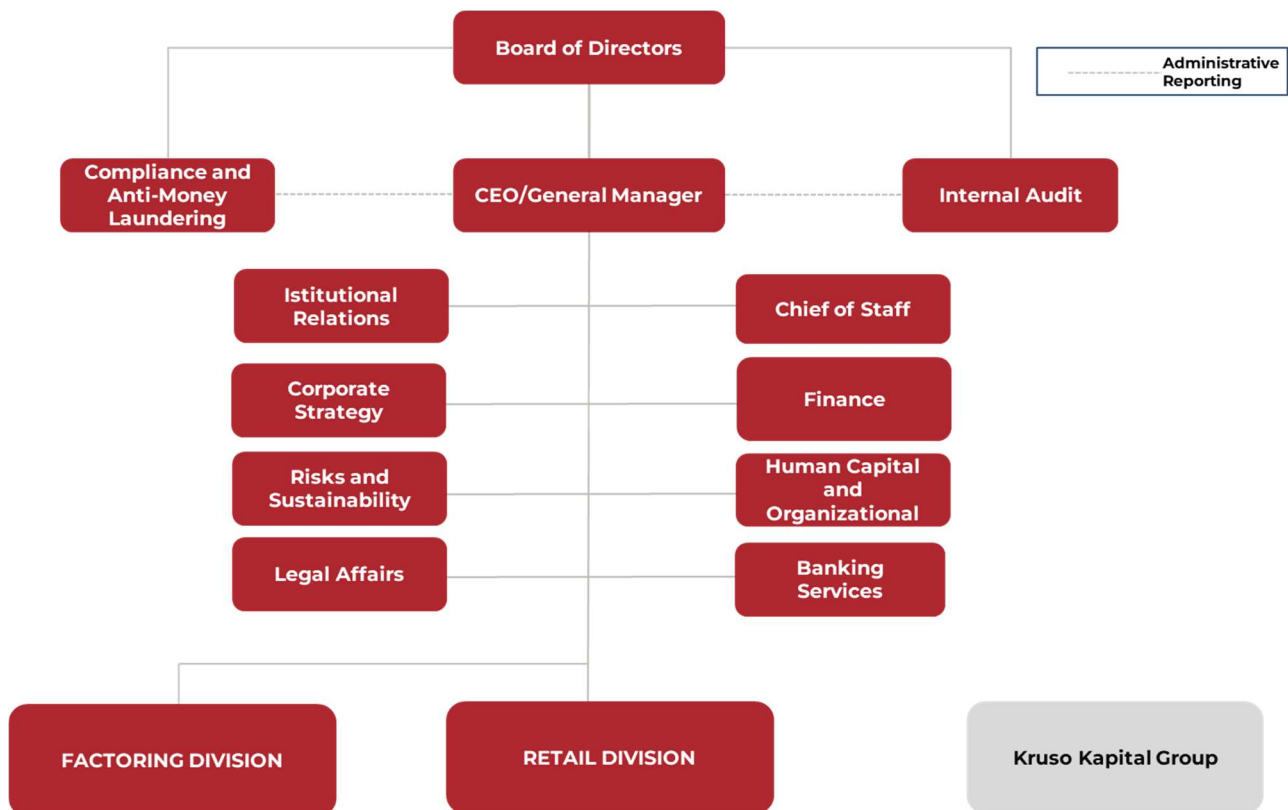 Board of Directors
Administrative
Reporting
Compliance and
Anti-Money
Laundering
CEO/General Manager
Internal Audit
Istitutional
Relations
Chief of Staff
Corporate
Strategy
Finance
Risks and
Sustainability
Human Capital
and
Organizational
Legal Affairs
Banking
Services
FACTORING DIVISION
RETAIL DIVISION
Kruso Kapital Group